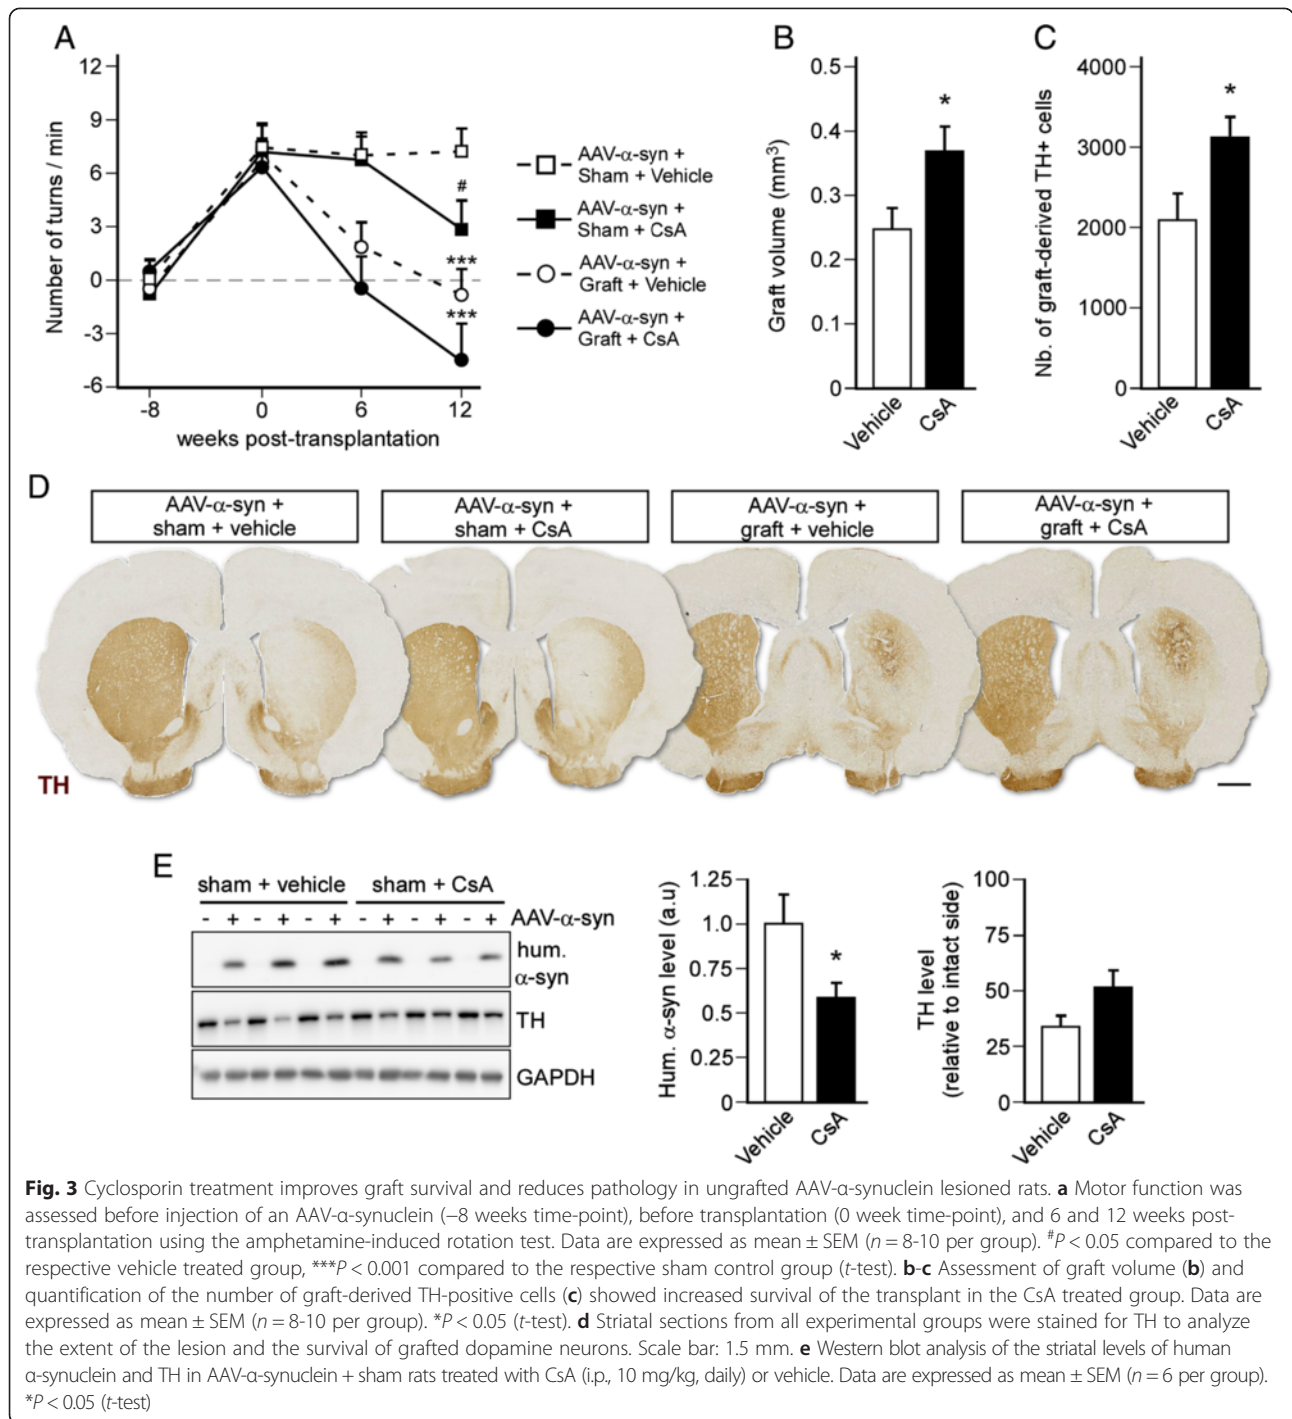 A
12
9
6
3
0
-3
-6
Number of turns / min
-8
0
6
12
weeks post-transplantation
#
***
***
AAV-α-syn +
Sham + Vehicle
AAV-α-syn +
Sham + CsA
AAV-α-syn +
Graft + Vehicle
AAV-α-syn +
Graft + CsA
B
0.5
0.4
0.3
0.2
0.1
0
Graft volume (mm³)
*
Vehicle
CsA
C
4000
3000
2000
1000
0
Nb. of graft-derived TH+ cells
*
Vehicle
CsA
D
AAV-α-syn +
sham + vehicle
AAV-α-syn +
sham + CsA
AAV-α-syn +
graft + vehicle
AAV-α-syn +
graft + CsA
TH
E
sham + vehicle
sham + CsA
- + - + - + - + - + - + AAV-α-syn
hum.
α-syn
TH
GAPDH
1.25
1.0
0.75
0.5
0.25
0
Hum. α-syn level (a.u)
*
Vehicle
CsA
100
75
50
25
0
TH level
(relative to intact side)
Vehicle
CsA
Fig. 3 Cyclosporin treatment improves graft survival and reduces pathology in ungrafted AAV-α-synuclein lesioned rats. a Motor function was
assessed before injection of an AAV-α-synuclein (−8 weeks time-point), before transplantation (0 week time-point), and 6 and 12 weeks post-
transplantation using the amphetamine-induced rotation test. Data are expressed as mean ± SEM (n = 8-10 per group). #P < 0.05 compared to the
respective vehicle treated group, ***P < 0.001 compared to the respective sham control group (t-test). b-c Assessment of graft volume (b) and
quantification of the number of graft-derived TH-positive cells (c) showed increased survival of the transplant in the CsA treated group. Data are
expressed as mean ± SEM (n = 8-10 per group). *P < 0.05 (t-test). d Striatal sections from all experimental groups were stained for TH to analyze
the extent of the lesion and the survival of grafted dopamine neurons. Scale bar: 1.5 mm. e Western blot analysis of the striatal levels of human
α-synuclein and TH in AAV-α-synuclein + sham rats treated with CsA (i.p., 10 mg/kg, daily) or vehicle. Data are expressed as mean ± SEM (n = 6 per group).
*P < 0.05 (t-test)